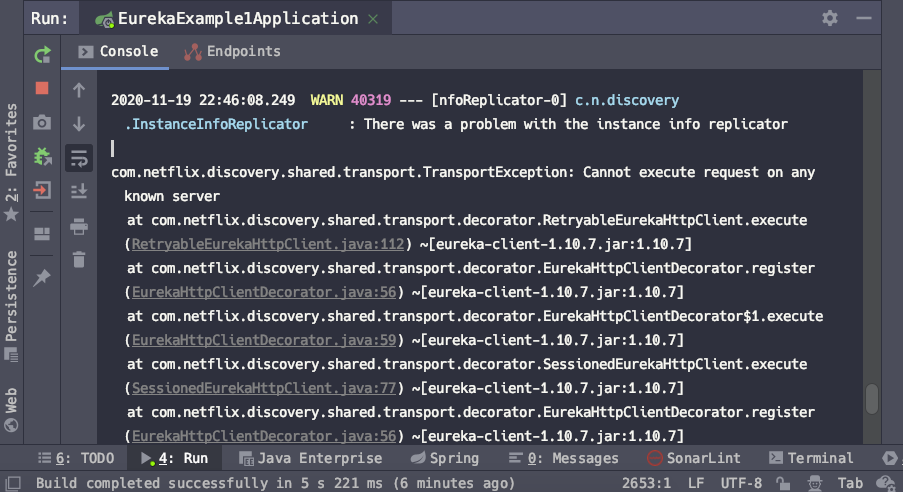 Run: EurekaExample1Application ×
Console Endpoints
2020-11-19 22:46:08.249  WARN 40319 --- [nfoReplicator-0] c.n.discovery
.InstanceInfoReplicator     : There was a problem with the instance info replicator
com.netflix.discovery.shared.transport.TransportException: Cannot execute request on any
known server
at com.netflix.discovery.shared.transport.decorator.RetryableEurekaHttpClient.execute
(RetryableEurekaHttpClient.java:112) ~[eureka-client-1.10.7.jar:1.10.7]
at com.netflix.discovery.shared.transport.decorator.EurekaHttpClientDecorator.register
(EurekaHttpClientDecorator.java:56) ~[eureka-client-1.10.7.jar:1.10.7]
at com.netflix.discovery.shared.transport.decorator.EurekaHttpClientDecorator$1.execute
(EurekaHttpClientDecorator.java:59) ~[eureka-client-1.10.7.jar:1.10.7]
at com.netflix.discovery.shared.transport.decorator.SessionedEurekaHttpClient.execute
(SessionedEurekaHttpClient.java:77) ~[eureka-client-1.10.7.jar:1.10.7]
at com.netflix.discovery.shared.transport.decorator.EurekaHttpClientDecorator.register
(EurekaHttpClientDecorator.java:56) ~[eureka-client-1.10.7.jar:1.10.7]
2: Favorites
Persistence
Web
6: TODO 4: Run Java Enterprise Spring 0: Messages SonarLint Terminal
Build completed successfully in 5 s 221 ms (6 minutes ago) 2653:1 LF UTF-8 Tab